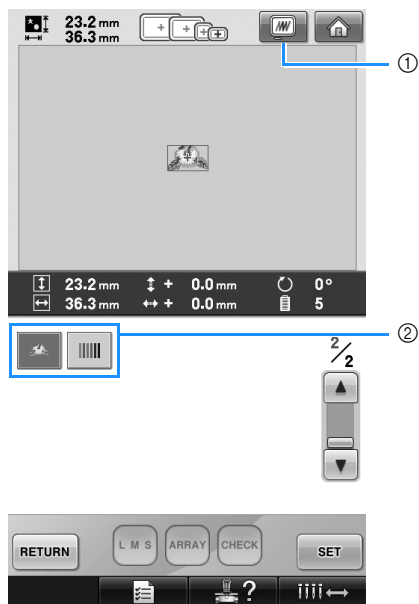 23.2 mm
36.3 mm
①
23.2 mm + 0.0 mm 0°
36.3 mm + 0.0 mm 5
②
2/2
RETURN L M S ARRAY CHECK SET
?